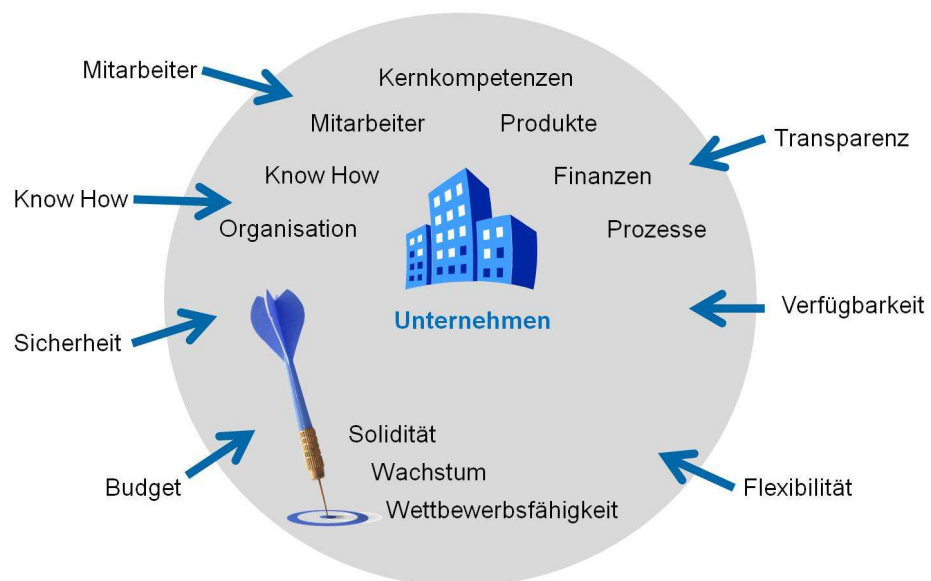 Mitarbeiter
Kernkompetenzen
Mitarbeiter
Produkte
Transparenz
Know How
Finanzen
Know How
Organisation
Prozesse
Verfügbarkeit
Unternehmen
Sicherheit
Solidität
Wachstum
Budget
Flexibilität
Wettbewerbsfähigkeit